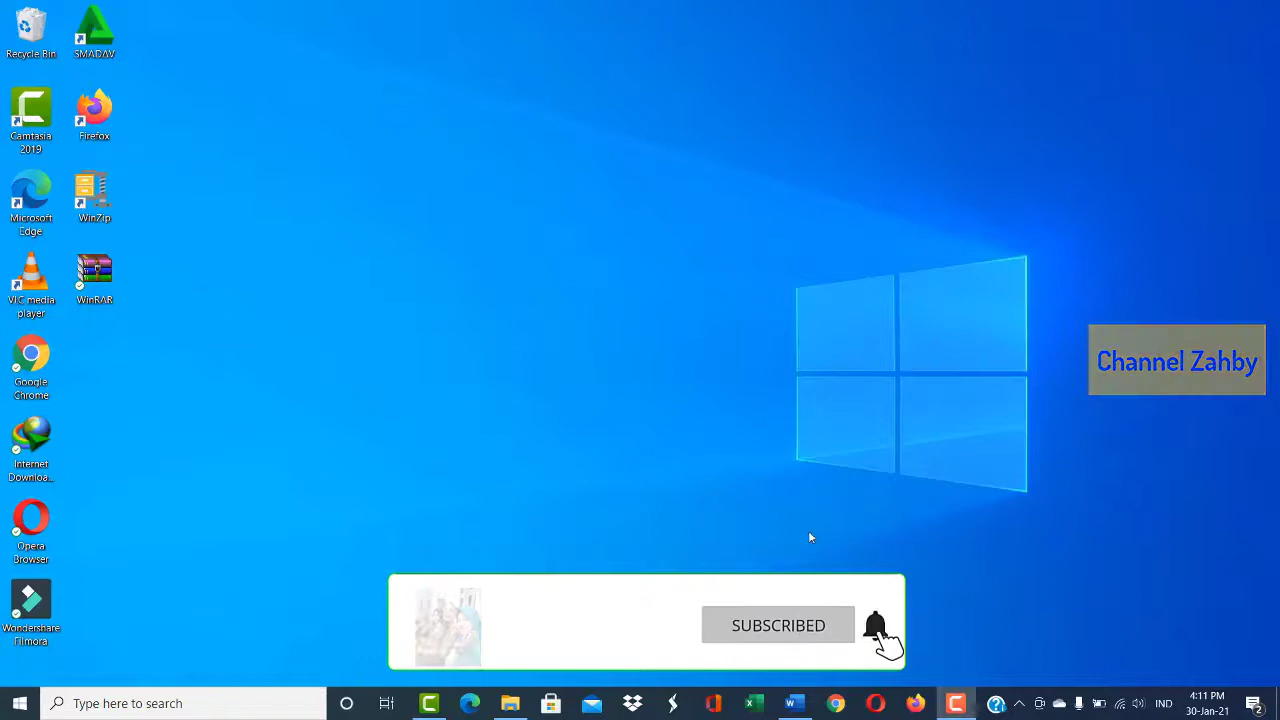 Recycle Bin
SMADAV
Camtasia
2019
Firefox
Microsoft
Edge
WinZip
VLC media
player
WinRAR
Google
Chrome
Internet
Downloa...
Opera
Browser
Wondershare
Filmora
Channel Zahby
SUBSCRIBED
Type here to search
IND
4:11 PM
30-Jan-21
2